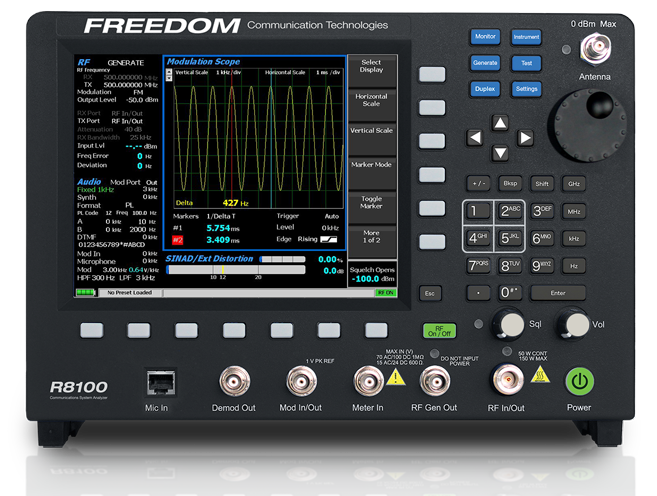 FREEDOM Communication Technologies
0 dBm Max
Antenna
Monitor
Instrument
Generate
Test
Duplex
Settings
RF GENERATE
RF Frequency
RX 500.000000 MHz
TX 500.000000 MHz
Modulation FM
Output Level -50.0 dBm
RX Port RF In/Out
TX Port RF In/Out
Attenuation 40 dB
RX Bandwidth 25 kHz
Input Lvl --.-- dBm
Freq Error 0 Hz
Deviation 0 Hz
Audio Mod Port Out
Fixed 1kHz 3 kHz
Synth 0 kHz
Format PL
PL Code 12 Freq 100.0 Hz
A 0 kHz 10 Hz
B 0 kHz 2000 Hz
DTMF 0 kHz
0123456789*#ABCD
Mod In 0 kHz
Microphone 0 kHz
Mod 3.00kHz 0.64v/kHz
HPF 300 Hz LPF 3 kHz
Modulation Scope
Vertical Scale 1 kHz /div
Horizontal Scale 1 ms /div
Delta 427 Hz
Markers 1/Delta T
#1 5.754 ms
#2 3.409 ms
Trigger Auto
Level 0 kHz
Edge Rising
SINAD/Ext Distortion 0.00 %
0.0 dB
10 12 20
Select
Display
Horizontal
Scale
Vertical Scale
Marker Mode
Toggle
Marker
More
1 of 2
Squelch Opens
-100.0 dBm
No Preset Loaded
RF ON
+ / -
Bksp
Shift
GHz
1
2ABC
3DEF
MHz
4GHI
5JKL
6MNO
kHz
7PQRS
8TUV
9WXYZ
Hz
Esc
.
0#*
Enter
RF
On / Off
Sql
Vol
R8100
Communications System Analyzer
Mic In
Demod Out
1 V PK REF
Mod In/Out
MAX IN (V)
70 AC/100 DC 1MΩ
15 AC/24 DC 600 Ω
Meter In
DO NOT INPUT
POWER
RF Gen Out
50 W CONT
150 W MAX
RF In/Out
Power